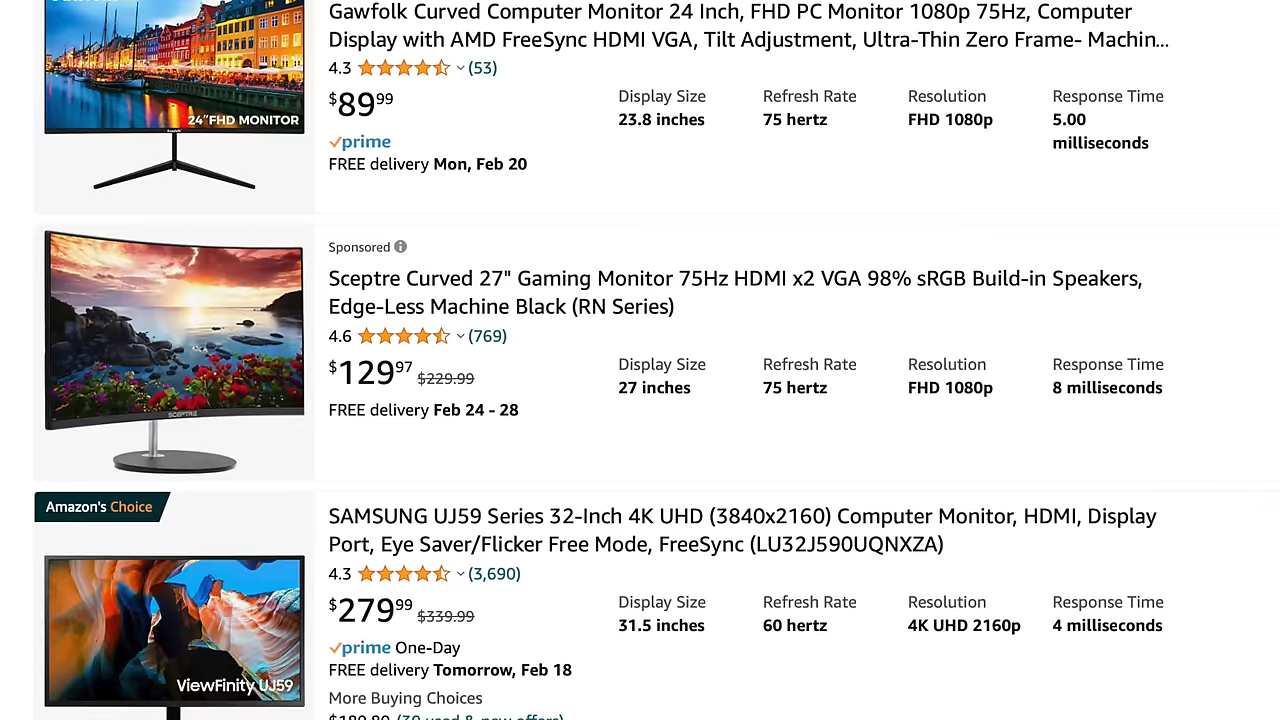 Gawfolk Curved Computer Monitor 24 Inch, FHD PC Monitor 1080p 75Hz, Computer
Display with AMD FreeSync HDMI VGA, Tilt Adjustment, Ultra-Thin Zero Frame- Machin...
4.3 (53)
$89.99
Display Size Refresh Rate Resolution Response Time
23.8 inches 75 hertz FHD 1080p 5.00
milliseconds
prime
FREE delivery Mon, Feb 20
24"FHD MONITOR
Sponsored
Sceptre Curved 27" Gaming Monitor 75Hz HDMI x2 VGA 98% sRGB Build-in Speakers,
Edge-Less Machine Black (RN Series)
4.6 (769)
$129.97 $229.99
Display Size Refresh Rate Resolution Response Time
27 inches 75 hertz FHD 1080p 8 milliseconds
FREE delivery Feb 24 - 28
SCEPTRE
Amazon's Choice
SAMSUNG UJ59 Series 32-Inch 4K UHD (3840x2160) Computer Monitor, HDMI, Display
Port, Eye Saver/Flicker Free Mode, FreeSync (LU32J590UQNXZA)
4.3 (3,690)
$279.99 $339.99
Display Size Refresh Rate Resolution Response Time
31.5 inches 60 hertz 4K UHD 2160p 4 milliseconds
prime One-Day
FREE delivery Tomorrow, Feb 18
ViewFinity UJ59
More Buying Choices